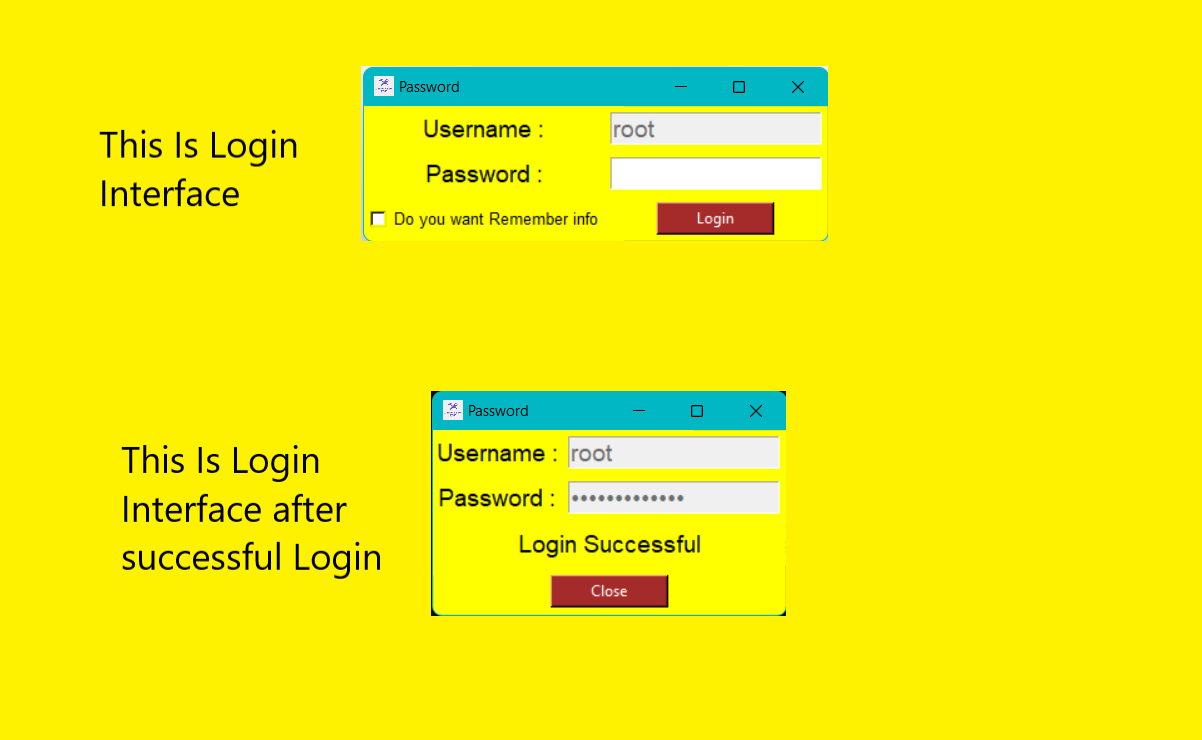 This Is Login
Interface
Password
Username :
root
Password :
Do you want Remember info
Login
This Is Login
Interface after
successful Login
Password
Username :
root
Password :
•••••••••••••
Login Successful
Close